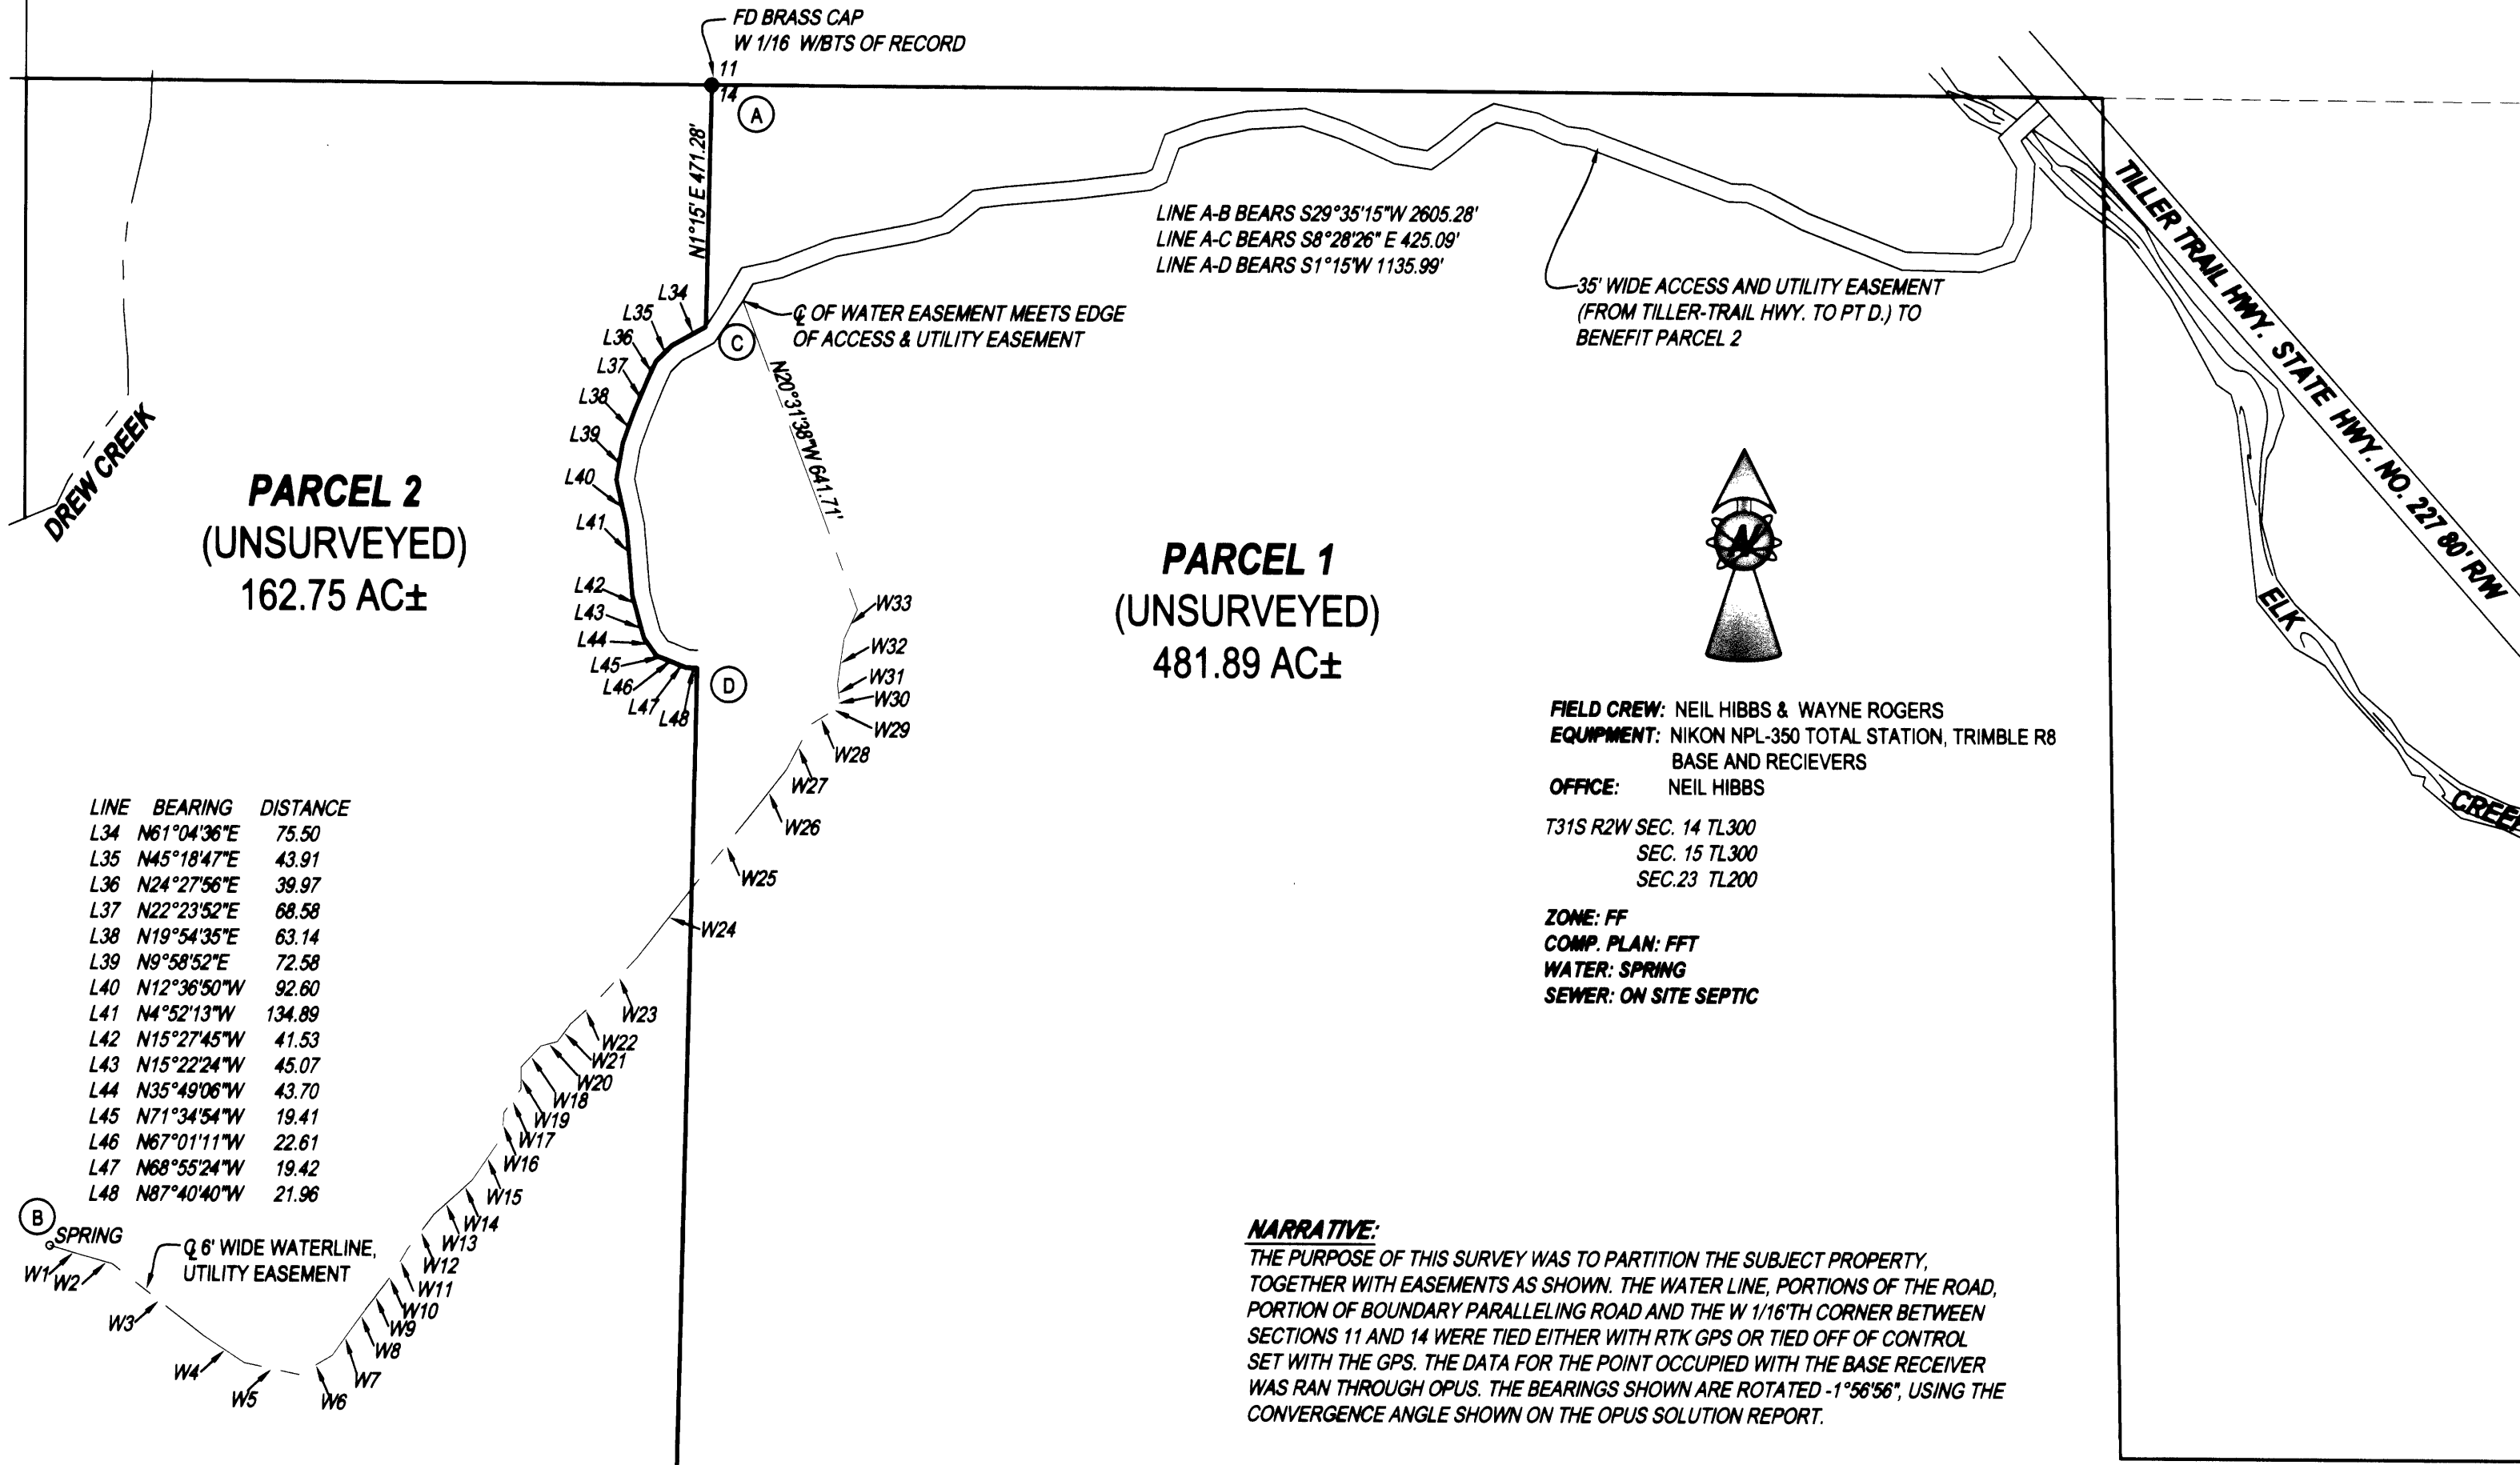 FD BRASS CAP
W 1/16 W/BTS OF RECORD
11
14
A
N1°15' E 471.28'
LINE A-B BEARS S29°35'15"W 2605.28'
LINE A-C BEARS S8°28'26" E 425.09'
LINE A-D BEARS S1°15'W 1135.99'
35' WIDE ACCESS AND UTILITY EASEMENT
(FROM TILLER-TRAIL HWY. TO PT D.) TO
BENEFIT PARCEL 2
TILLER TRAIL HWY. STATE HWY. NO. 227 80' R/W
ELK
CREEK
℄ OF WATER EASEMENT MEETS EDGE
OF ACCESS & UTILITY EASEMENT
C
N20°31'38"W 641.71'
L34
L35
L36
L37
L38
L39
L40
L41
L42
L43
L44
L45
L46
L47
L48
D
DREW CREEK
PARCEL 2
(UNSURVEYED)
162.75 AC±
PARCEL 1
(UNSURVEYED)
481.89 AC±
N
W33
W32
W31
W30
W29
W28
W27
W26
W25
W24
W23
W22
W21
W20
W18
W19
W17
W16
W15
W14
W13
W12
W11
W10
W9
W8
W7
W6
W5
W4
W3
W2
W1
FIELD CREW: NEIL HIBBS & WAYNE ROGERS
EQUIPMENT: NIKON NPL-350 TOTAL STATION, TRIMBLE R8
BASE AND RECIEVERS
OFFICE: NEIL HIBBS
T31S R2W SEC. 14 TL300
SEC. 15 TL300
SEC.23 TL200
ZONE: FF
COMP. PLAN: FFT
WATER: SPRING
SEWER: ON SITE SEPTIC
LINE BEARING DISTANCE
L34 N61°04'36"E 75.50
L35 N45°18'47"E 43.91
L36 N24°27'56"E 39.97
L37 N22°23'52"E 68.58
L38 N19°54'35"E 63.14
L39 N9°58'52"E 72.58
L40 N12°36'50"W 92.60
L41 N4°52'13"W 134.89
L42 N15°27'45"W 41.53
L43 N15°22'24"W 45.07
L44 N35°49'06"W 43.70
L45 N71°34'54"W 19.41
L46 N67°01'11"W 22.61
L47 N68°55'24"W 19.42
L48 N87°40'40"W 21.96
B
SPRING
℄ 6' WIDE WATERLINE,
UTILITY EASEMENT
NARRATIVE:
THE PURPOSE OF THIS SURVEY WAS TO PARTITION THE SUBJECT PROPERTY,
TOGETHER WITH EASEMENTS AS SHOWN. THE WATER LINE, PORTIONS OF THE ROAD,
PORTION OF BOUNDARY PARALLELING ROAD AND THE W 1/16'TH CORNER BETWEEN
SECTIONS 11 AND 14 WERE TIED EITHER WITH RTK GPS OR TIED OFF OF CONTROL
SET WITH THE GPS. THE DATA FOR THE POINT OCCUPIED WITH THE BASE RECEIVER
WAS RAN THROUGH OPUS. THE BEARINGS SHOWN ARE ROTATED -1°56'56", USING THE
CONVERGENCE ANGLE SHOWN ON THE OPUS SOLUTION REPORT.